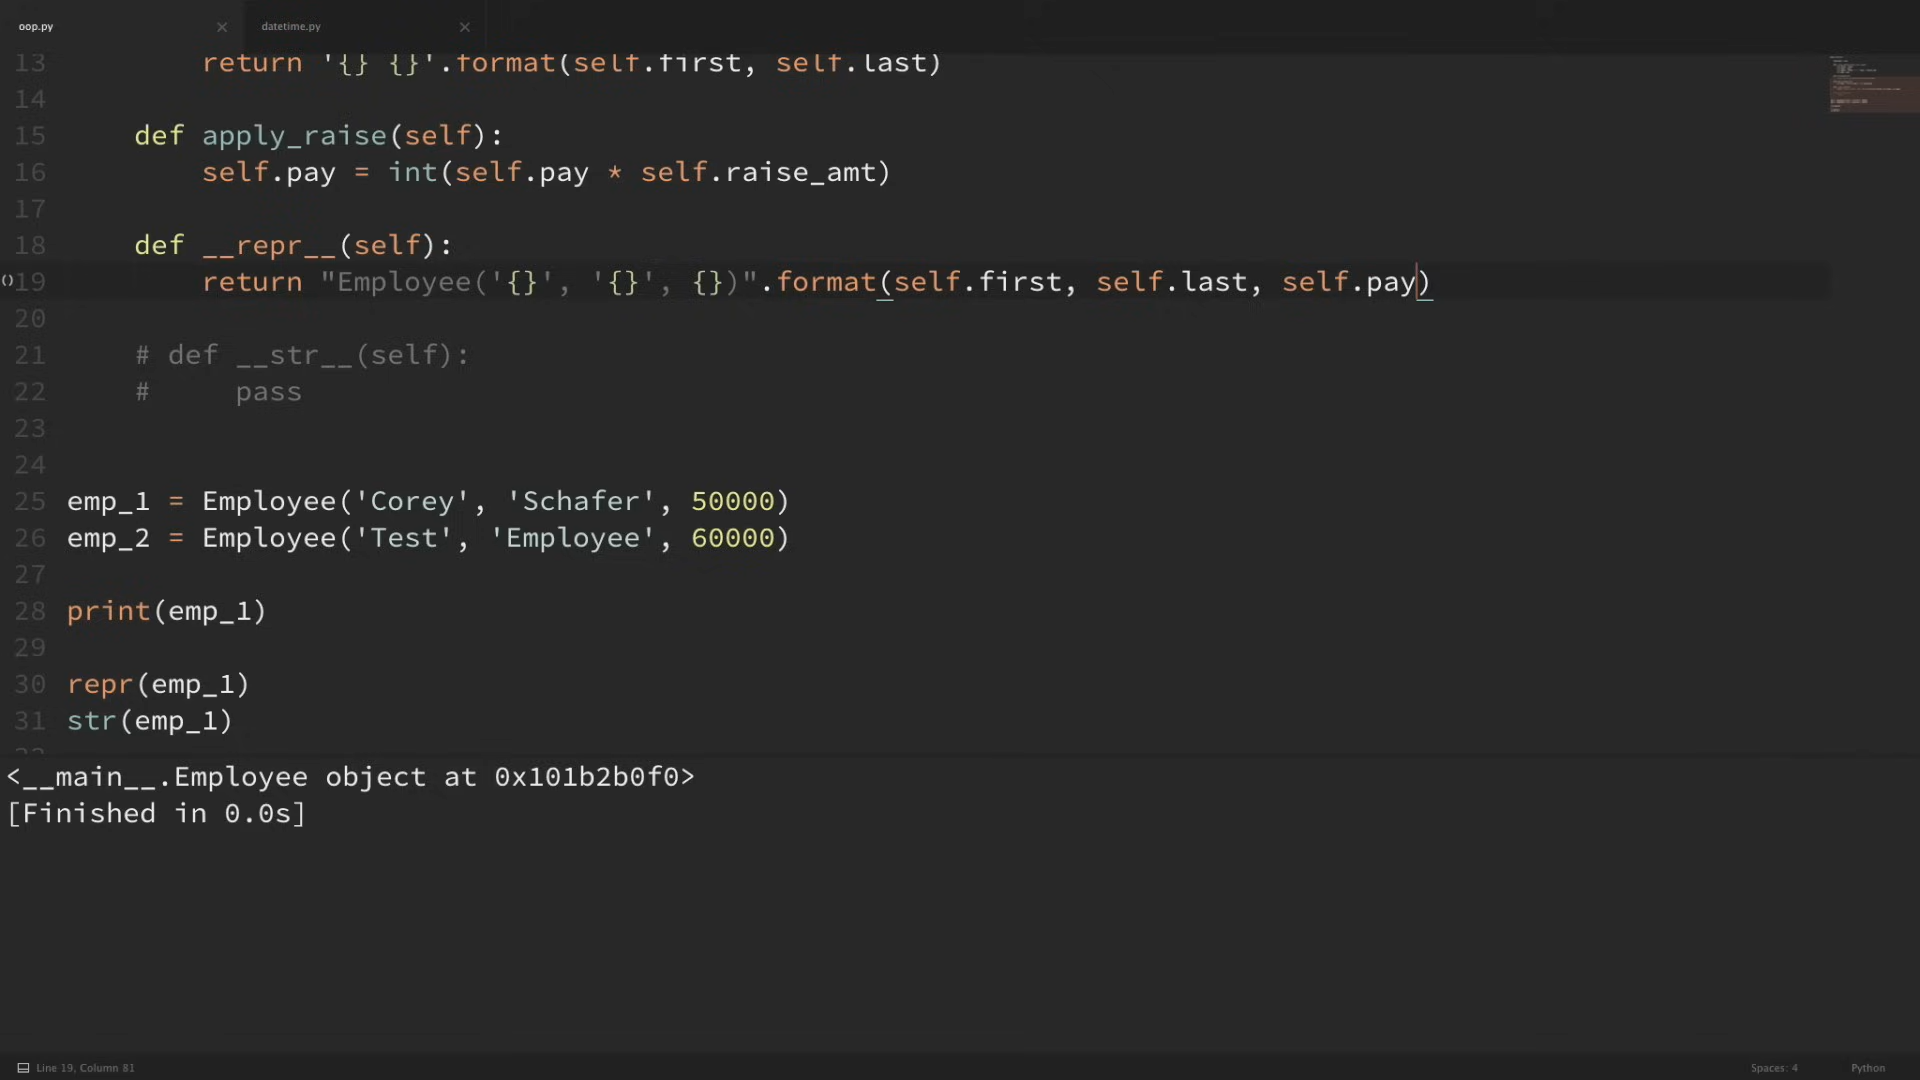 oop.py
datetime.py
13 return '{} {}'.format(self.first, self.last)
14
15 def apply_raise(self):
16 self.pay = int(self.pay * self.raise_amt)
17
18 def __repr__(self):
19 return "Employee('{}', '{}', {})".format(self.first, self.last, self.pay)
20
21 # def __str__(self):
22 # pass
23
24
25 emp_1 = Employee('Corey', 'Schafer', 50000)
26 emp_2 = Employee('Test', 'Employee', 60000)
27
28 print(emp_1)
29
30 repr(emp_1)
31 str(emp_1)
<__main__.Employee object at 0x101b2b0f0>
[Finished in 0.0s]
Line 19, Column 81
Spaces: 4
Python